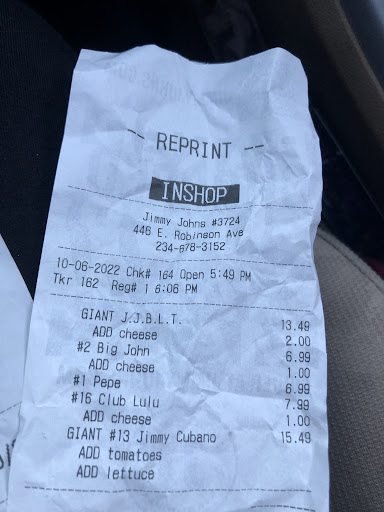 -- REPRINT --
INSHOP
Jimmy Johns #3724
446 E. Robinson Ave
234-678-3152
10-06-2022 Chk# 164 Open 5:49 PM
Tkr 162 Reg# 1 6:06 PM
GIANT J.J.B.L.T. 13.49
ADD cheese 2.00
#2 Big John 6.99
ADD cheese 1.00
#1 Pepe 6.99
#16 Club Lulu 7.99
ADD cheese 1.00
GIANT #13 Jimmy Cubano 15.49
ADD tomatoes
ADD lettuce